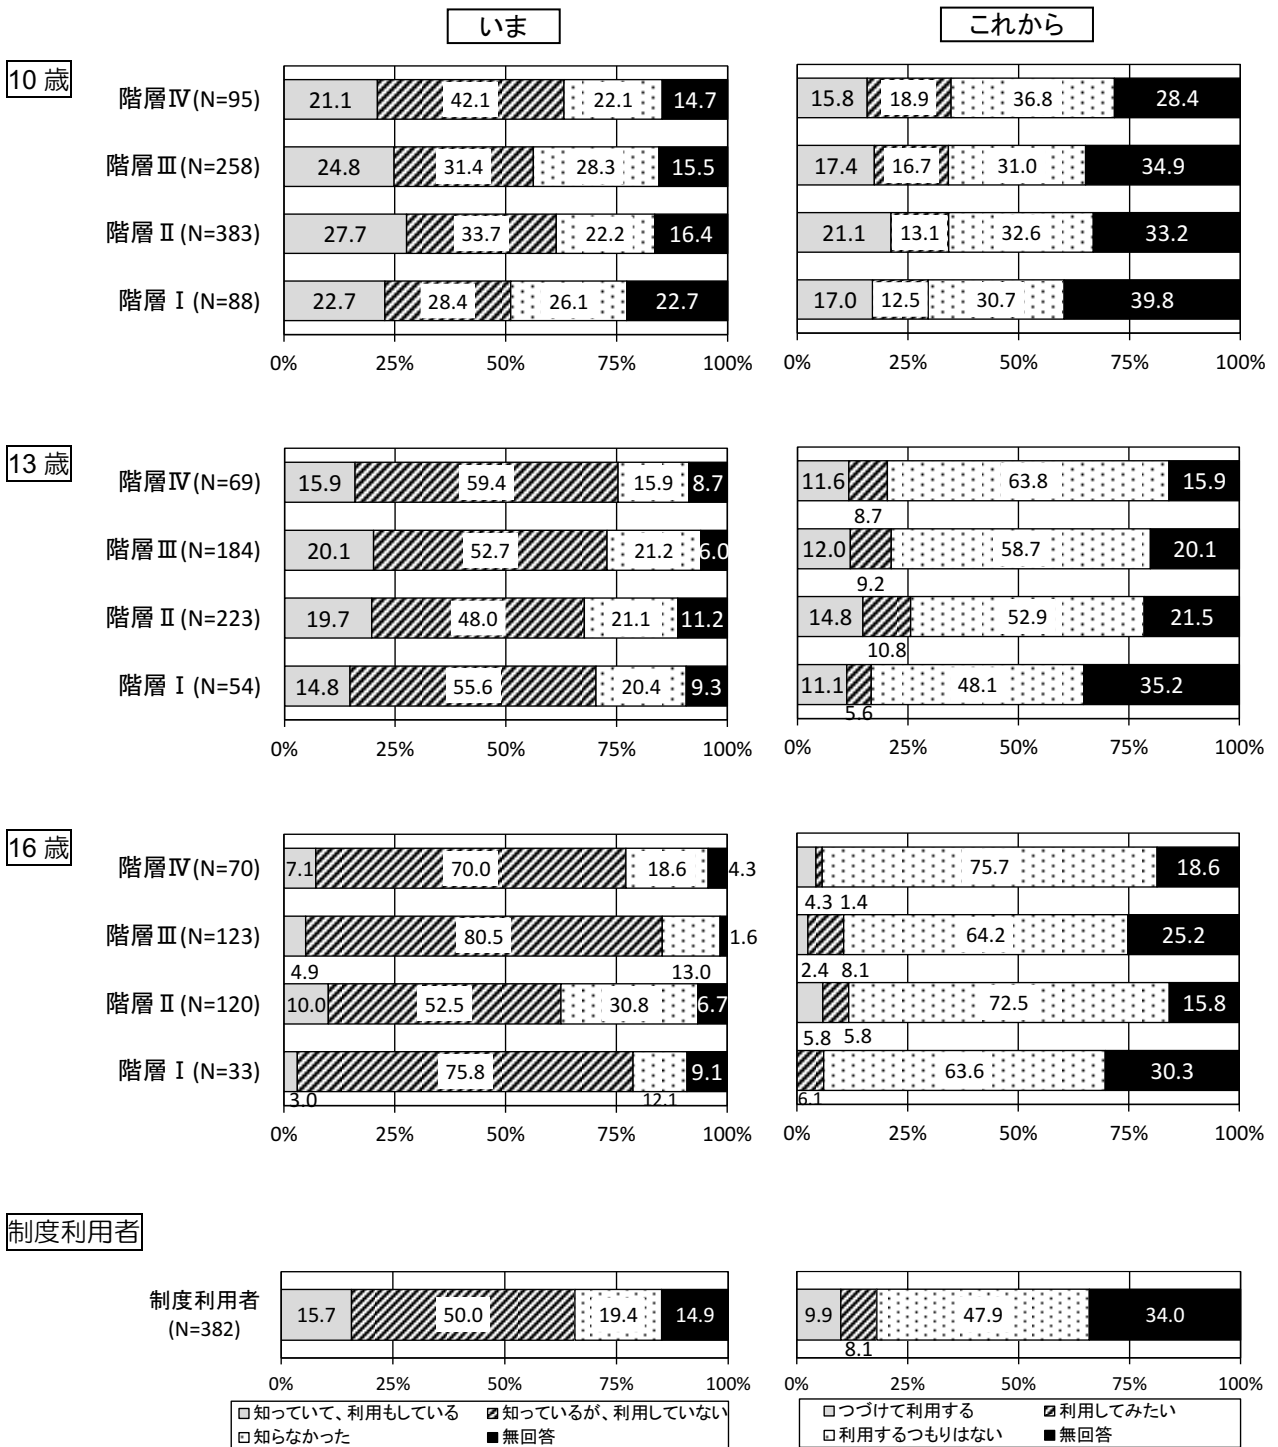 いま
これから
10 歳
階層Ⅳ(N=95) 21.1 42.1 22.1 14.7 15.8 18.9 36.8 28.4
階層Ⅲ(N=258) 24.8 31.4 28.3 15.5 17.4 16.7 31.0 34.9
階層Ⅱ(N=383) 27.7 33.7 22.2 16.4 21.1 13.1 32.6 33.2
階層Ⅰ(N=88) 22.7 28.4 26.1 22.7 17.0 12.5 30.7 39.8
0% 25% 50% 75% 100% 0% 25% 50% 75% 100%
13 歳
階層Ⅳ(N=69) 15.9 59.4 15.9 8.7 11.6 63.8 15.9
8.7
階層Ⅲ(N=184) 20.1 52.7 21.2 6.0 12.0 58.7 20.1
9.2
階層Ⅱ(N=223) 19.7 48.0 21.1 11.2 14.8 52.9 21.5
10.8
階層Ⅰ(N=54) 14.8 55.6 20.4 9.3 11.1 48.1 35.2
5.6
0% 25% 50% 75% 100% 0% 25% 50% 75% 100%
16 歳
階層Ⅳ(N=70) 7.1 70.0 18.6 4.3 75.7 18.6
4.3 1.4
階層Ⅲ(N=123) 80.5 1.6 64.2 25.2
4.9 13.0 2.4 8.1
階層Ⅱ(N=120) 10.0 52.5 30.8 6.7 72.5 15.8
5.8 5.8
階層Ⅰ(N=33) 75.8 9.1 63.6 30.3
3.0 12.1 6.1
0% 25% 50% 75% 100% 0% 25% 50% 75% 100%
制度利用者
制度利用者
(N=382) 15.7 50.0 19.4 14.9 9.9 47.9 34.0
8.1
0% 25% 50% 75% 100% 0% 25% 50% 75% 100%
知っていて、利用もしている 知っているが、利用していない つづけて利用する 利用してみたい
知らなかった 無回答 利用するつもりはない 無回答